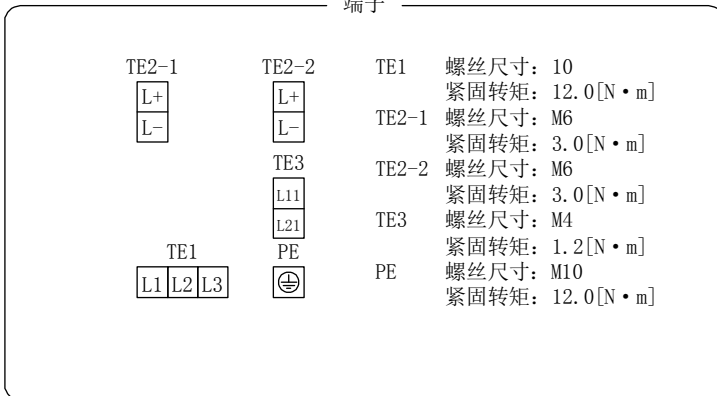 端子
TE2-1
L+
L-
TE2-2
L+
L-
TE3
L11
L21
TE1
L1 L2 L3
PE
TE1 螺丝尺寸：10
紧固转矩：12.0[N·m]
TE2-1 螺丝尺寸：M6
紧固转矩：3.0[N·m]
TE2-2 螺丝尺寸：M6
紧固转矩：3.0[N·m]
TE3 螺丝尺寸：M4
紧固转矩：1.2[N·m]
PE 螺丝尺寸：M10
紧固转矩：12.0[N·m]